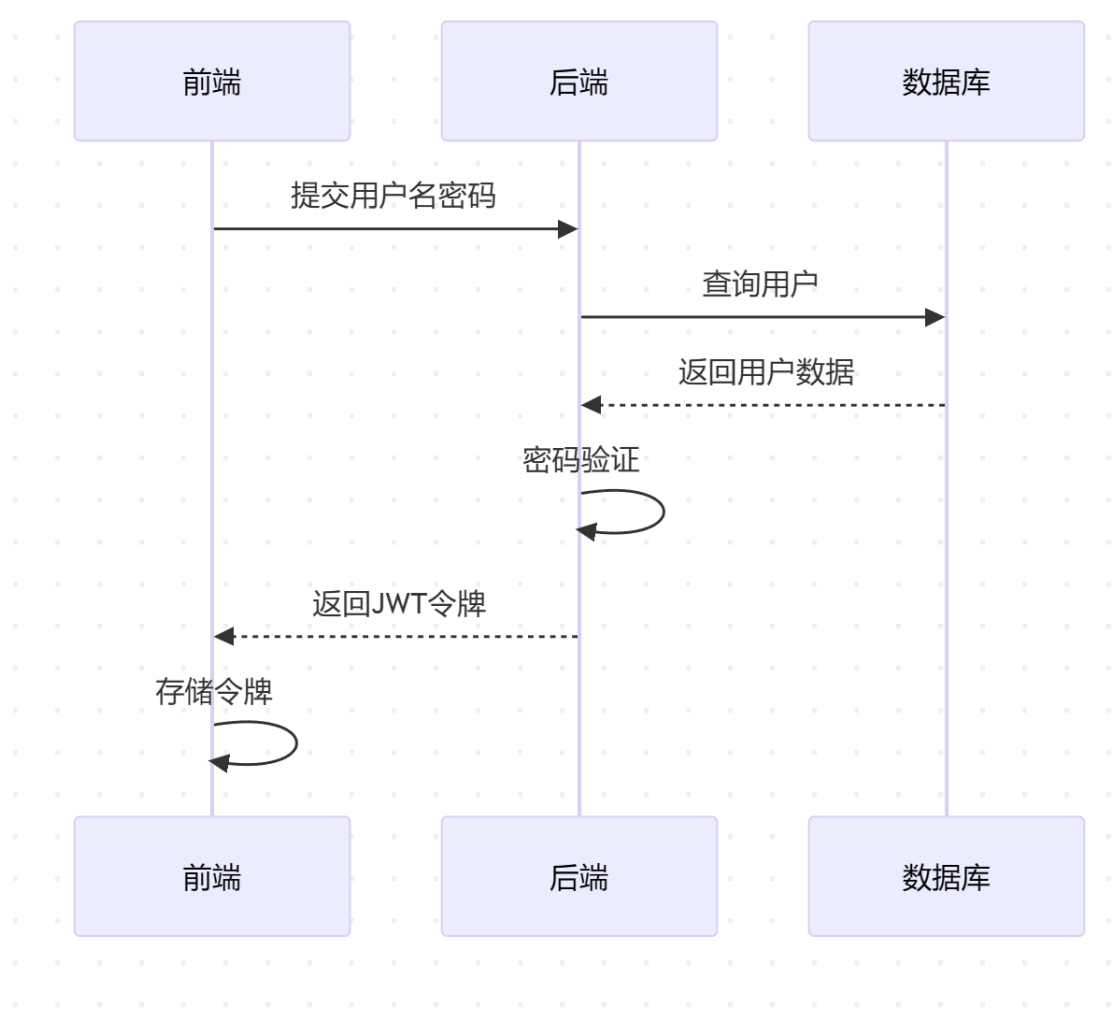 前端
后端
数据库
提交用户名密码
查询用户
返回用户数据
密码验证
返回JWT令牌
存储令牌
前端
后端
数据库